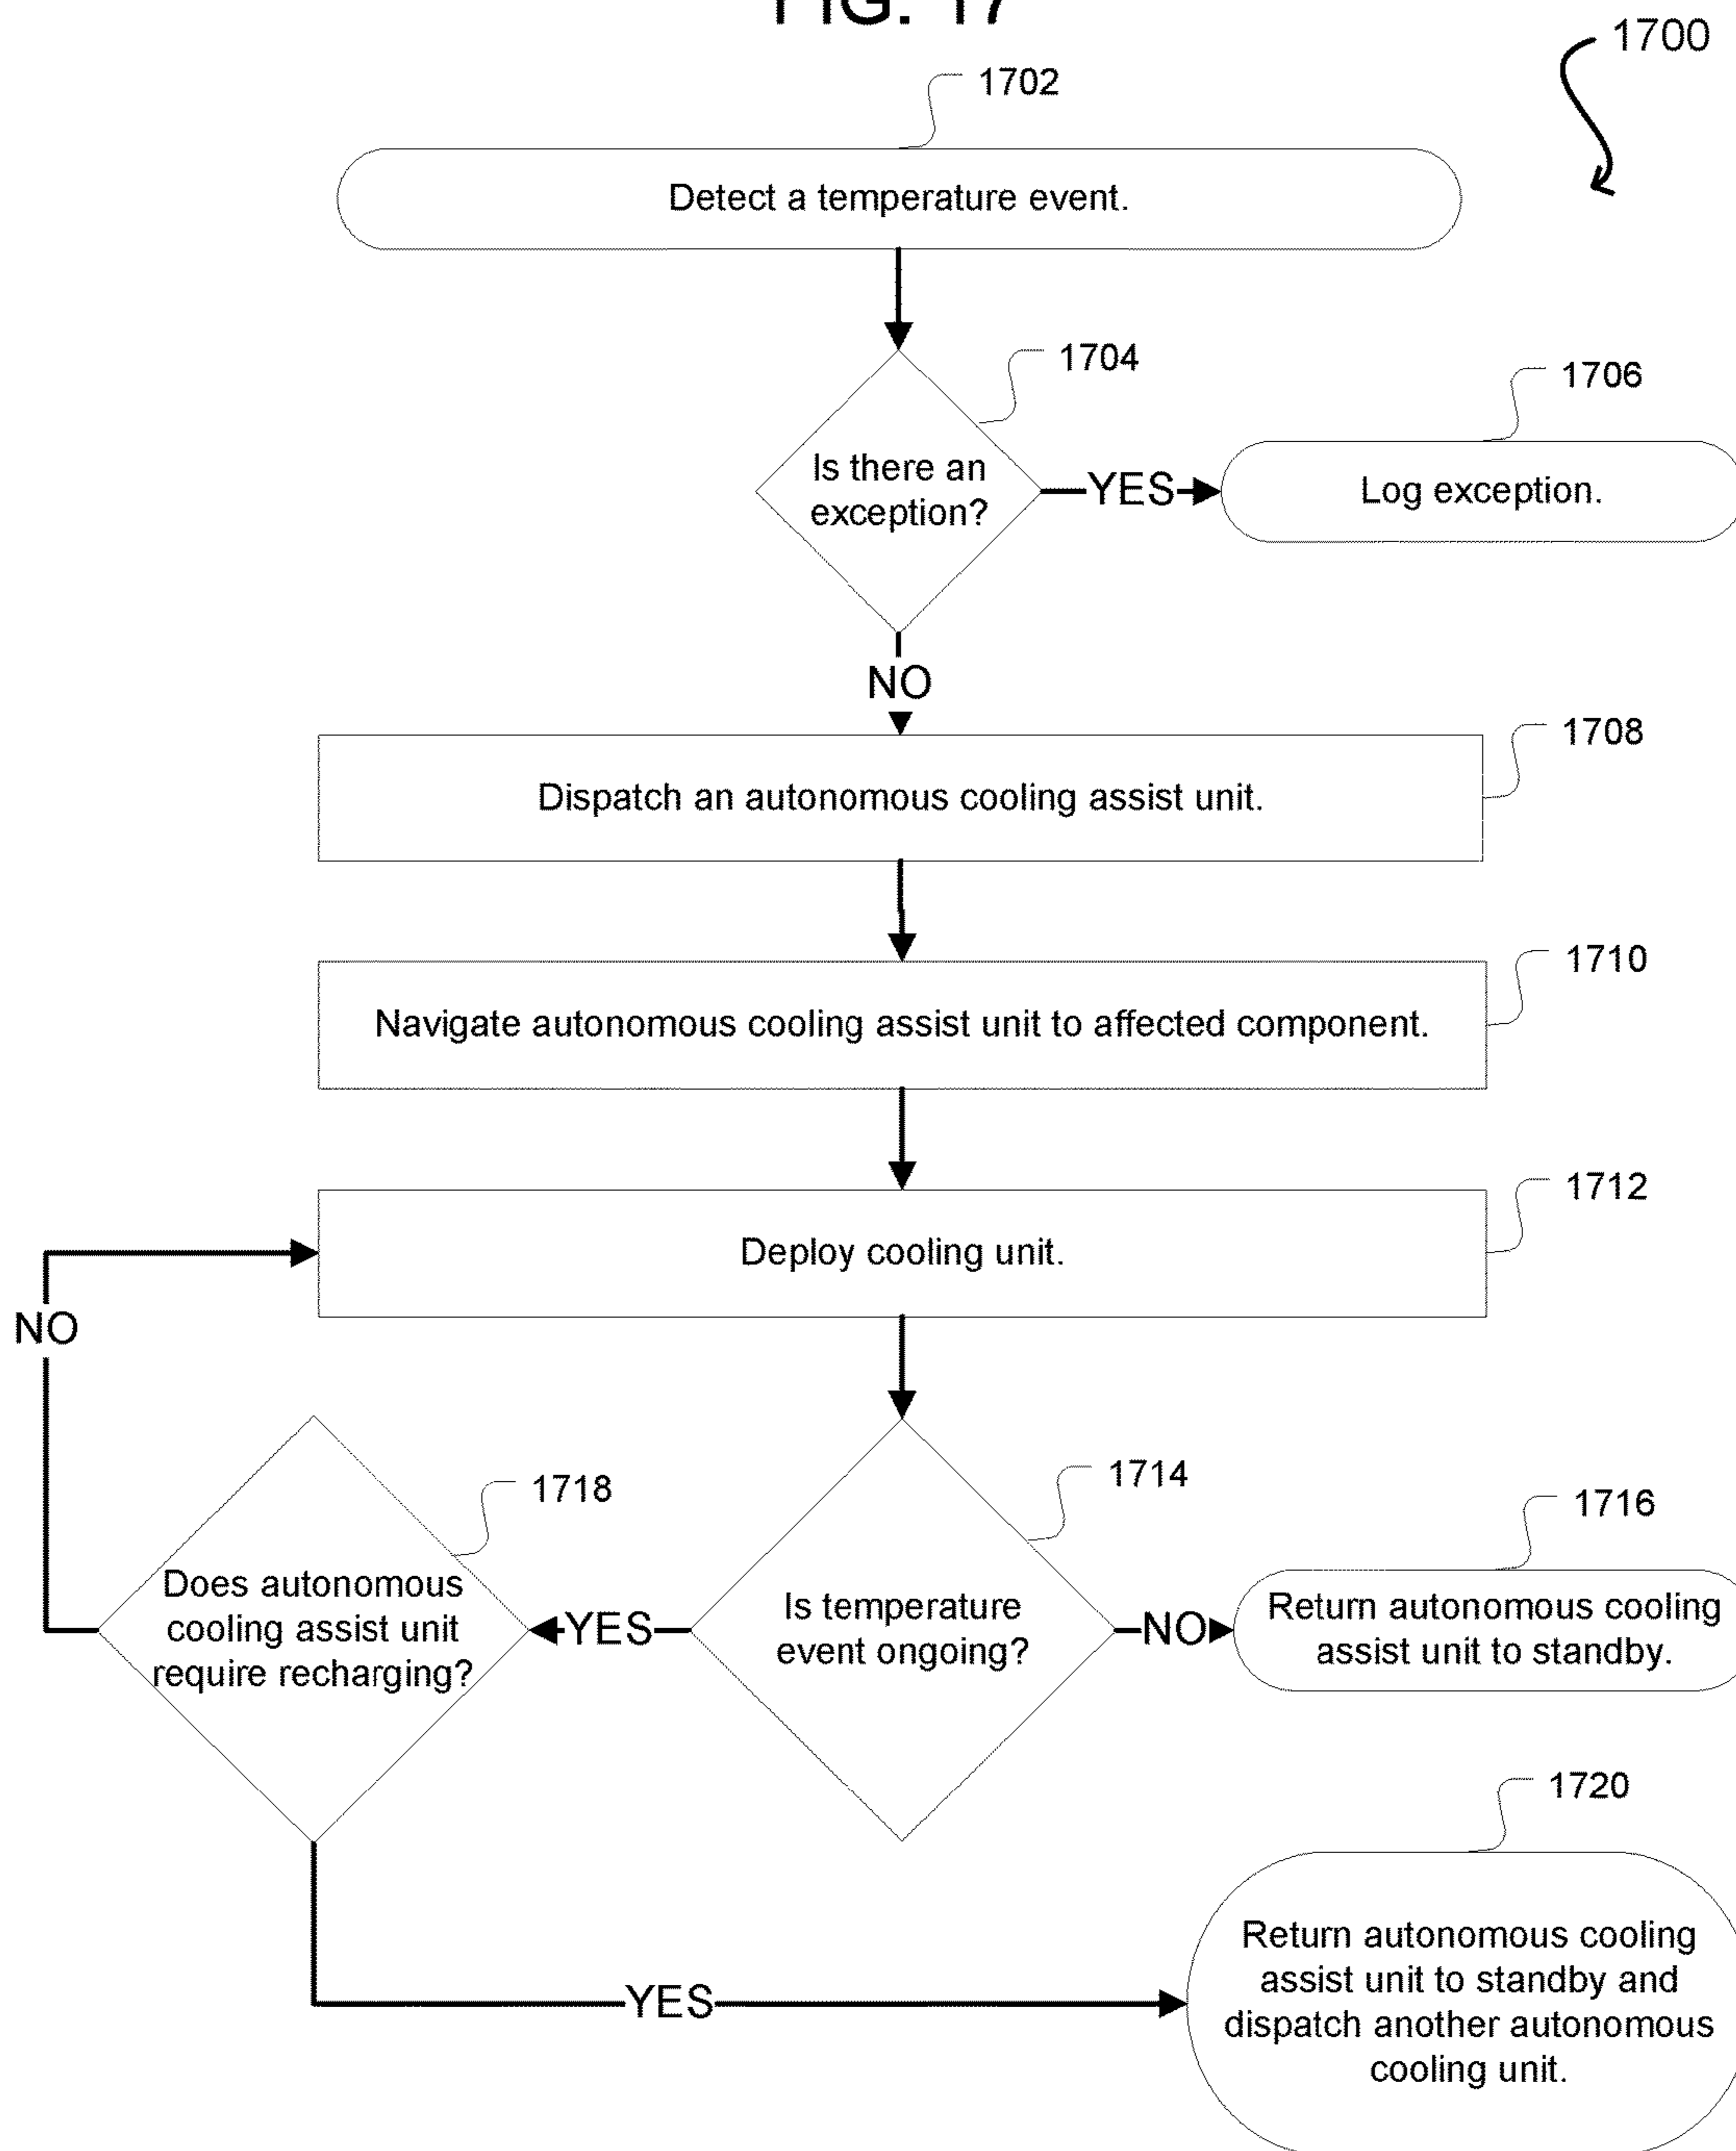 FIG. 17
1700
1702
Detect a temperature event.
1704
1706
Is there an
exception?
YES
Log exception.
NO
1708
Dispatch an autonomous cooling assist unit.
1710
Navigate autonomous cooling assist unit to affected component.
1712
Deploy cooling unit.
NO
1718
1714
1716
Does autonomous
cooling assist unit
require recharging?
YES
Is temperature
event ongoing?
NO
Return autonomous cooling
assist unit to standby.
1720
YES
Return autonomous cooling
assist unit to standby and
dispatch another autonomous
cooling unit.